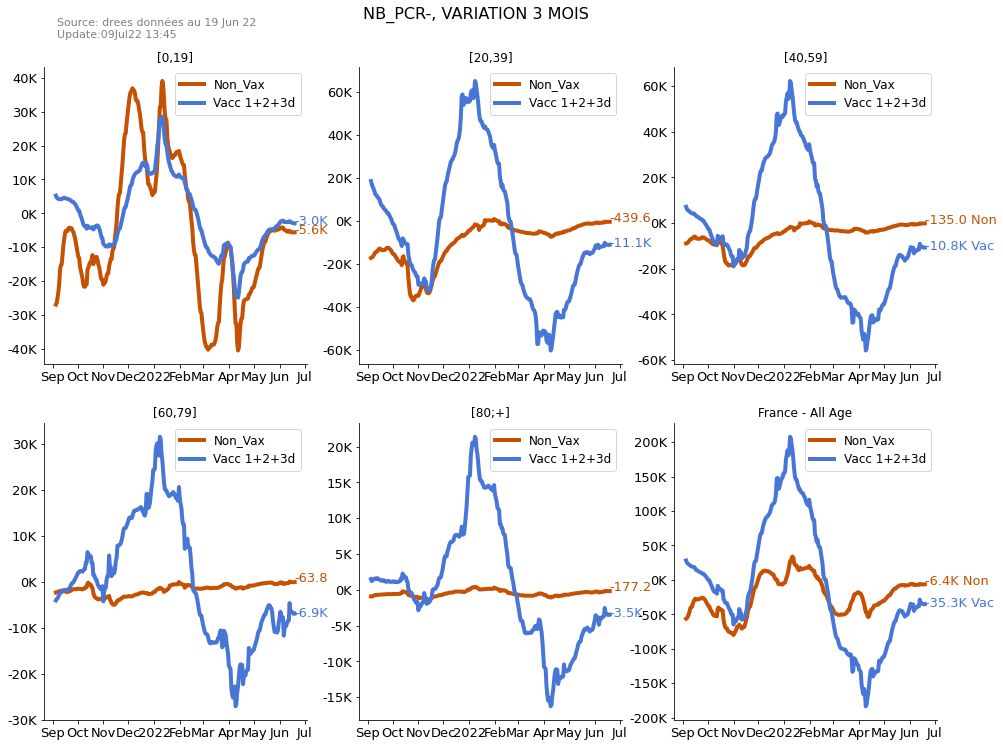 NB_PCR-, VARIATION 3 MOIS
Source: drees données au 19 Jun 22
Update:09Jul22 13:45
[0,19]
40K
30K
20K
10K
0K
-10K
-20K
-30K
-40K
Non_Vax
Vacc 1+2+3d
-3.0K
-5.6K
Sep Oct Nov Dec 2022 Feb Mar Apr May Jun Jul
[20,39]
60K
40K
20K
0K
-20K
-40K
-60K
Non_Vax
Vacc 1+2+3d
-439.6
-11.1K
Sep Oct Nov Dec 2022 Feb Mar Apr May Jun Jul
[40,59]
60K
40K
20K
0K
-20K
-40K
-60K
Non_Vax
Vacc 1+2+3d
-135.0 Non
-10.8K Vac
Sep Oct Nov Dec 2022 Feb Mar Apr May Jun Jul
[60,79]
30K
20K
10K
0K
-10K
-20K
-30K
Non_Vax
Vacc 1+2+3d
-63.8
-6.9K
Sep Oct Nov Dec 2022 Feb Mar Apr May Jun Jul
[80;+]
20K
15K
10K
5K
0K
-5K
-10K
-15K
Non_Vax
Vacc 1+2+3d
-177.2
-3.5K
Sep Oct Nov Dec 2022 Feb Mar Apr May Jun Jul
France - All Age
200K
150K
100K
50K
0K
-50K
-100K
-150K
-200K
Non_Vax
Vacc 1+2+3d
-6.4K Non
-35.3K Vac
Sep Oct Nov Dec 2022 Feb Mar Apr May Jun Jul